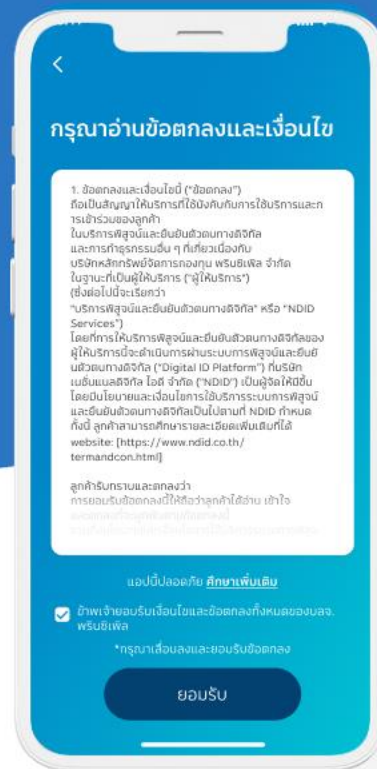 กรุณาอ่านข้อตกลงและเงื่อนไข
1. ข้อตกลงและเงื่อนไขนี้ ("ข้อตกลง")
ถือเป็นสัญญาให้บริการที่ใช้บังคับกับการใช้บริการและก
ารเข้าร่วมของลูกค้า
ในบริการพิสูจน์และยืนยันตัวตนทางดิจิทัล
และการทำธุรกรรมอื่น ๆ ที่เกี่ยวเนื่องกับ
บริษัทหลักทรัพย์จัดการกองทุน พรินซิเพิล จำกัด
ในฐานะที่เป็นผู้ให้บริการ ("ผู้ให้บริการ")
(ซึ่งต่อไปนี้จะเรียกว่า
"บริการพิสูจน์และยืนยันตัวตนทางดิจิทัล" หรือ "NDID
Services")
โดยที่การให้บริการพิสูจน์และยืนยันตัวตนทางดิจิทัลของ
ผู้ให้บริการนี้จะดำเนินการผ่านระบบการพิสูจน์และยืนยั
นตัวตนทางดิจิทัล ("Digital ID Platform") ที่บริษัท
เนชั่นแนลดิจิทัล ไอดี จำกัด ("NDID") เป็นผู้จัดให้มีขึ้น
โดยมีนโยบายและเงื่อนไขการใช้บริการระบบการพิสูจน์
และยืนยันตัวตนทางดิจิทัลเป็นไปตามที่ NDID กำหนด
ทั้งนี้ ลูกค้าสามารถศึกษารายละเอียดเพิ่มเติมที่ได้
website: [https://www.ndid.co.th/
termandcon.html]
ลูกค้ารับทราบและตกลงว่า
การยอมรับข้อตกลงนี้ให้ถือว่าลูกค้าได้อ่าน เข้าใจ
แอปนี้ปลอดภัย ศึกษาเพิ่มเติม
ข้าพเจ้ายอมรับเงื่อนไขและข้อตกลงทั้งหมดของบลจ.
พรินซิเพิล
*กรุณาเลื่อนลงและยอมรับข้อตกลง
ยอมรับ